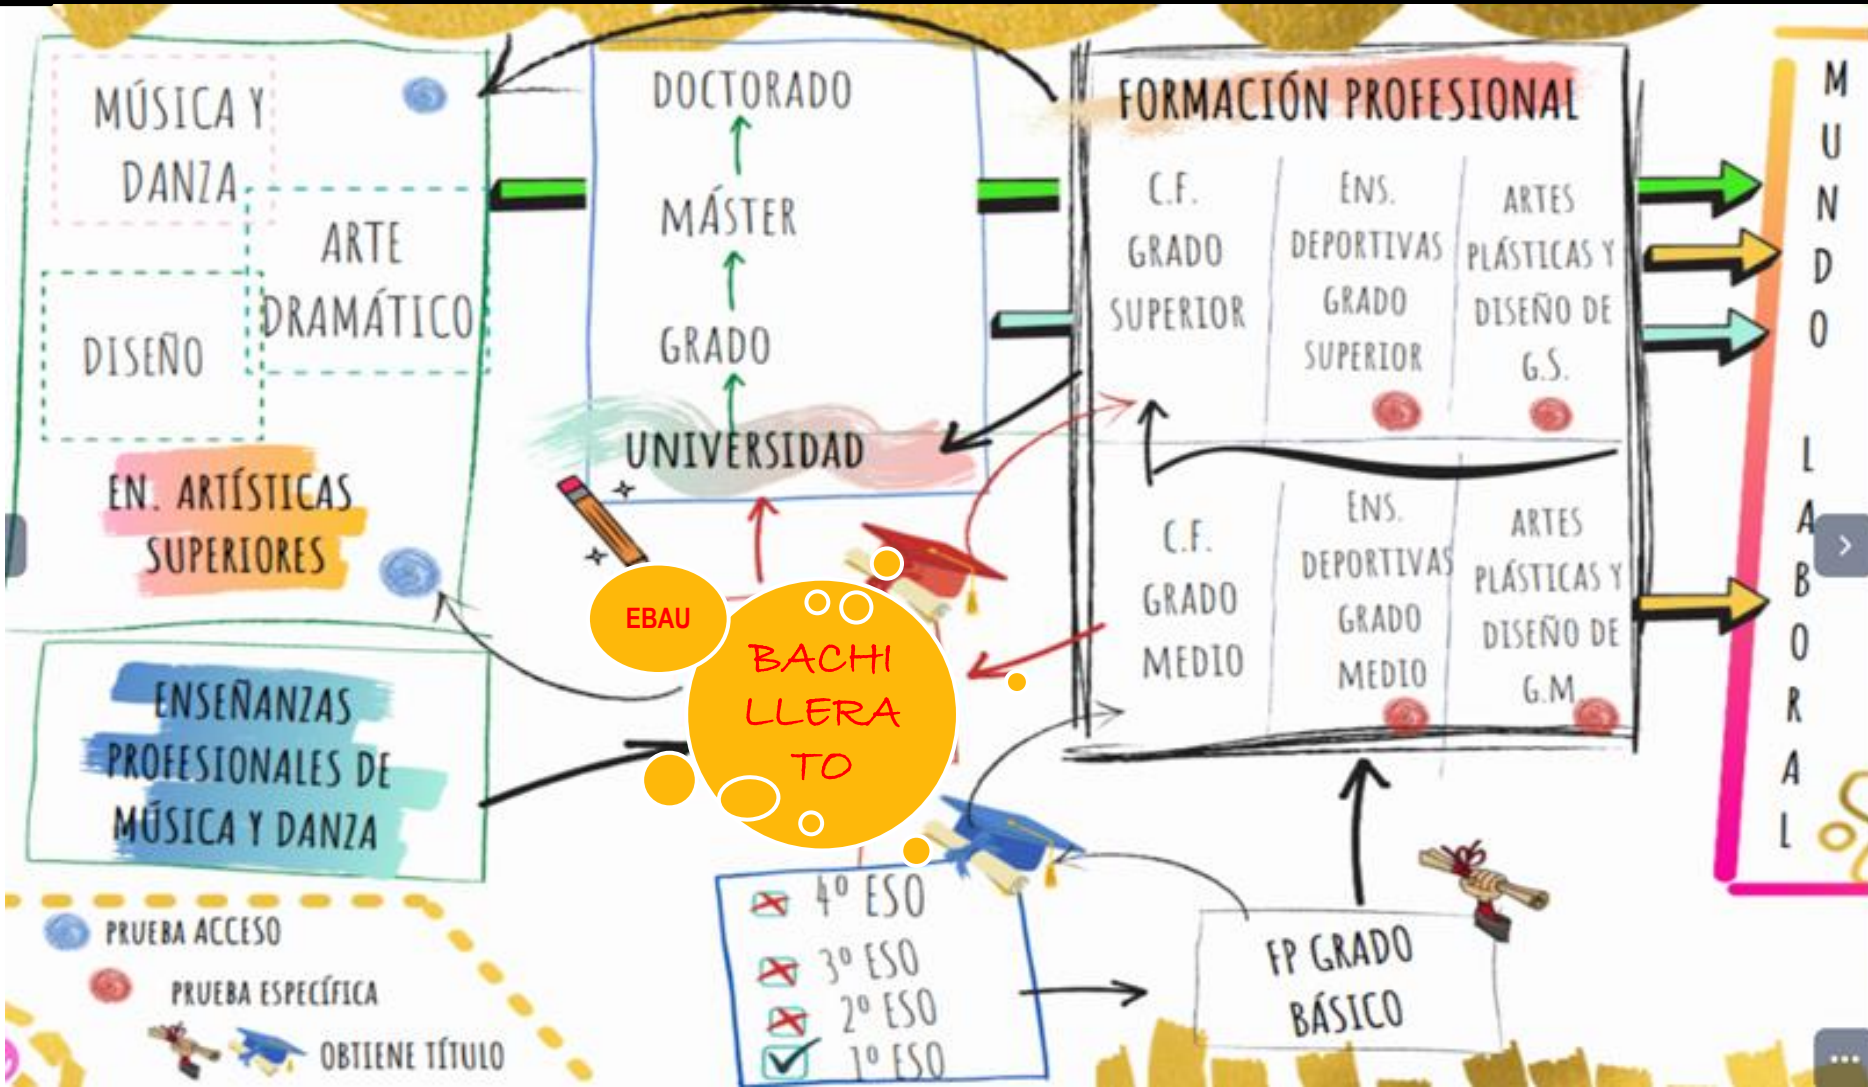 MÚSICA Y
DANZA
ARTE
DRAMÁTICO
DISEÑO
EN. ARTÍSTICAS
SUPERIORES
ENSEÑANZAS
PROFESIONALES DE
MÚSICA Y DANZA
PRUEBA ACCESO
PRUEBA ESPECÍFICA
OBTIENE TÍTULO
DOCTORADO
MÁSTER
GRADO
UNIVERSIDAD
EBAU
BACHI
LLERA
TO
4º ESO
3º ESO
2º ESO
1º ESO
FORMACIÓN PROFESIONAL
C.F.
GRADO
SUPERIOR
ENS.
DEPORTIVAS
GRADO
SUPERIOR
ARTES
PLÁSTICAS Y
DISEÑO DE
G.S.
C.F.
GRADO
MEDIO
ENS.
DEPORTIVAS
GRADO
MEDIO
ARTES
PLÁSTICAS Y
DISEÑO DE
G.M
FP GRADO
BÁSICO
MUNDO LABORAL